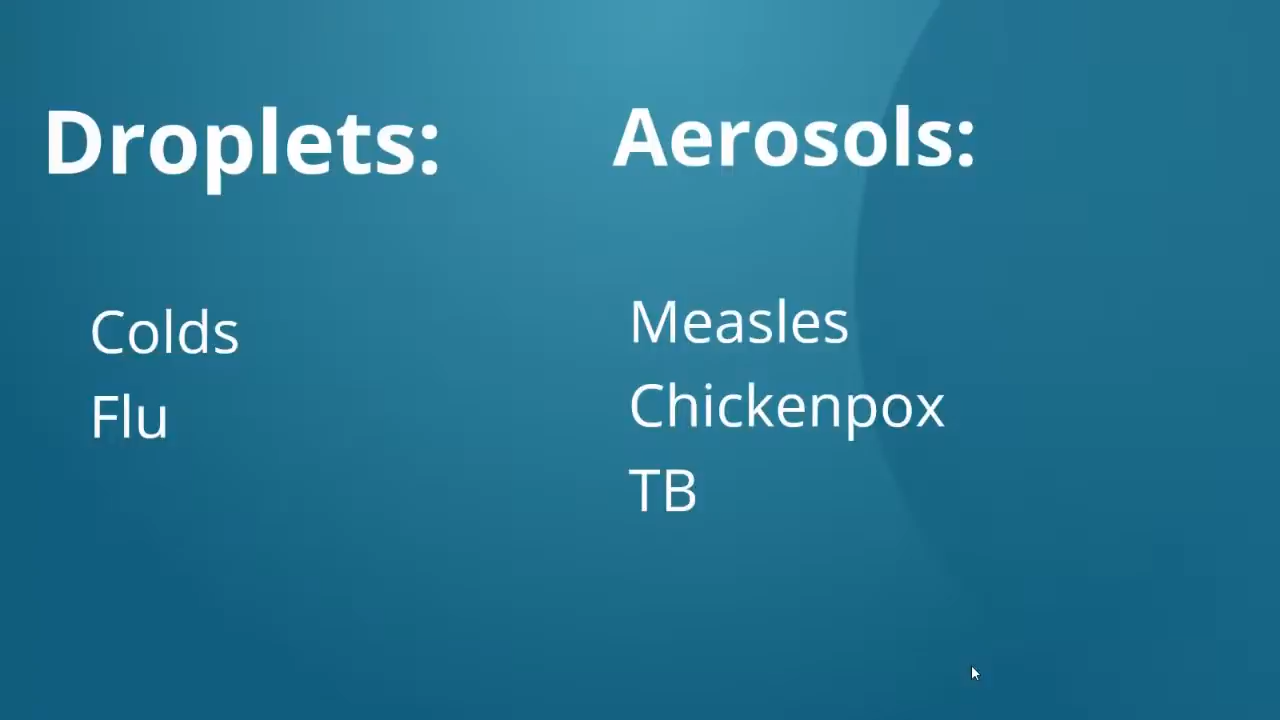 Droplets:
Colds
Flu
Aerosols:
Measles
Chickenpox
TB